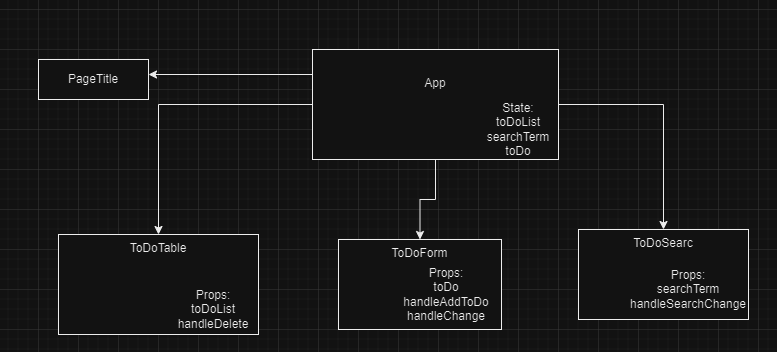 PageTitle
App
State:
toDoList
searchTerm
toDo
ToDoTable
Props:
toDoList
handleDelete
ToDoForm
Props:
toDo
handleAddToDo
handleChange
ToDoSearc
Props:
searchTerm
handleSearchChange